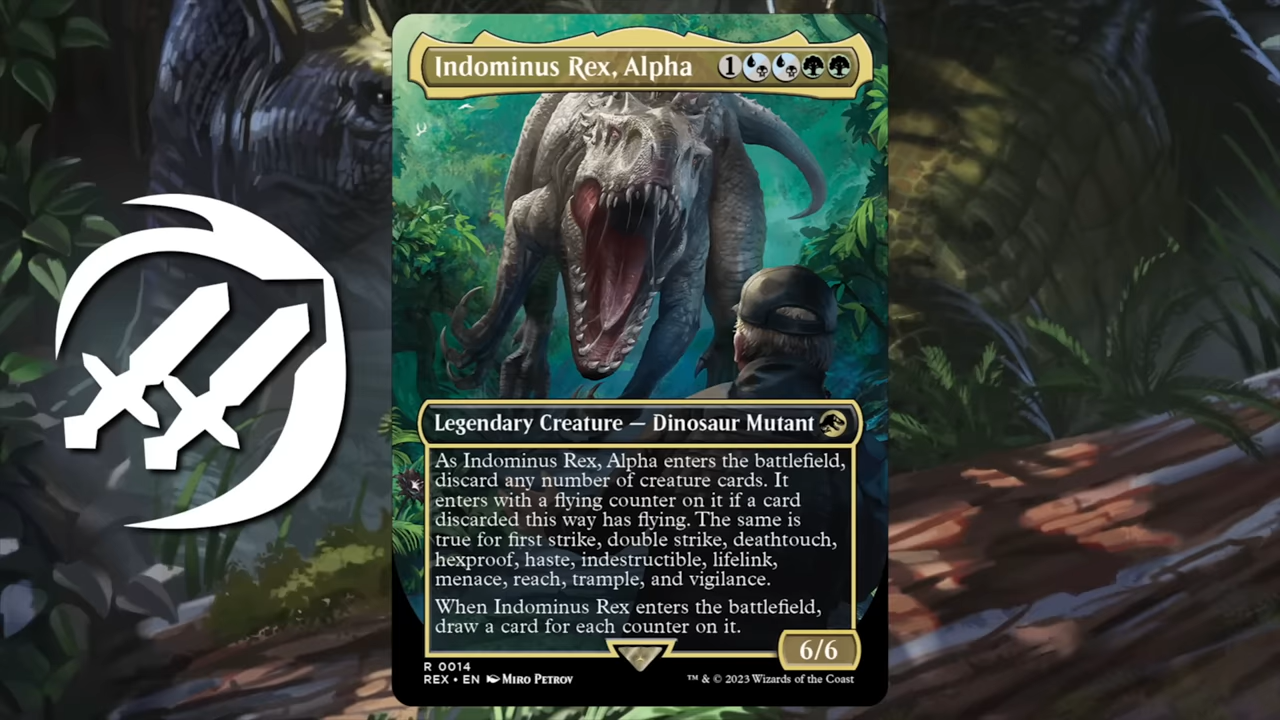 Indominus Rex, Alpha 1
Legendary Creature — Dinosaur Mutant
As Indominus Rex, Alpha enters the battlefield,
discard any number of creature cards. It
enters with a flying counter on it if a card
discarded this way has flying. The same is
true for first strike, double strike, deathtouch,
hexproof, haste, indestructible, lifelink,
menace, reach, trample, and vigilance.
When Indominus Rex enters the battlefield,
draw a card for each counter on it.
6/6
R 0014
REX • EN Miro Petrov
™ & © 2023 Wizards of the Coast